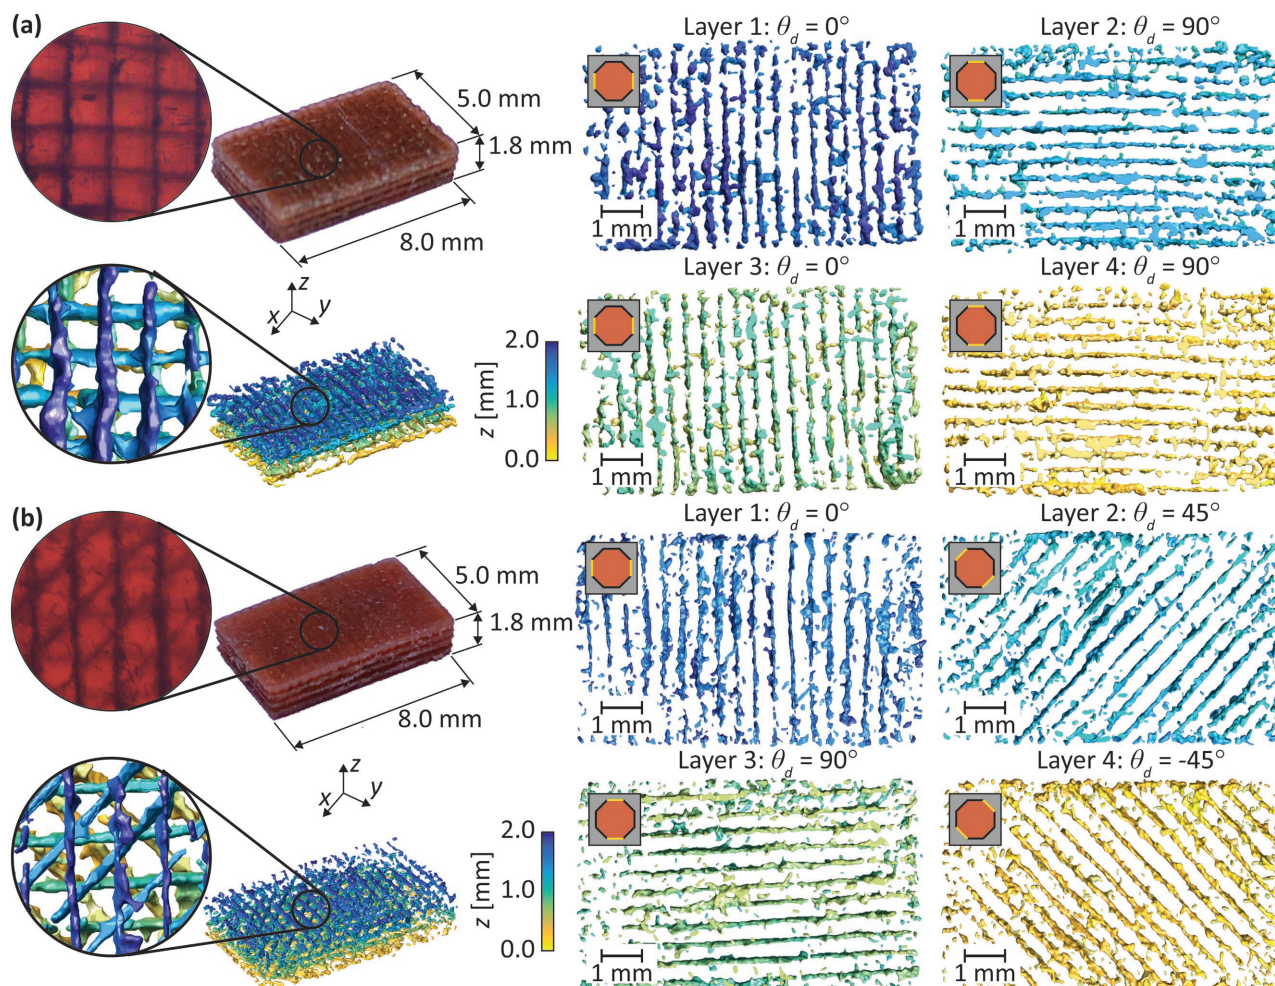 (a)
5.0 mm
1.8 mm
8.0 mm
z
x
y
2.0
1.0
0.0
z [mm]
Layer 1: θd = 0°
1 mm
Layer 2: θd = 90°
1 mm
Layer 3: θd = 0°
1 mm
Layer 4: θd = 90°
1 mm
(b)
5.0 mm
1.8 mm
8.0 mm
z
x
y
2.0
1.0
0.0
z [mm]
Layer 1: θd = 0°
1 mm
Layer 2: θd = 45°
1 mm
Layer 3: θd = 90°
1 mm
Layer 4: θd = -45°
1 mm